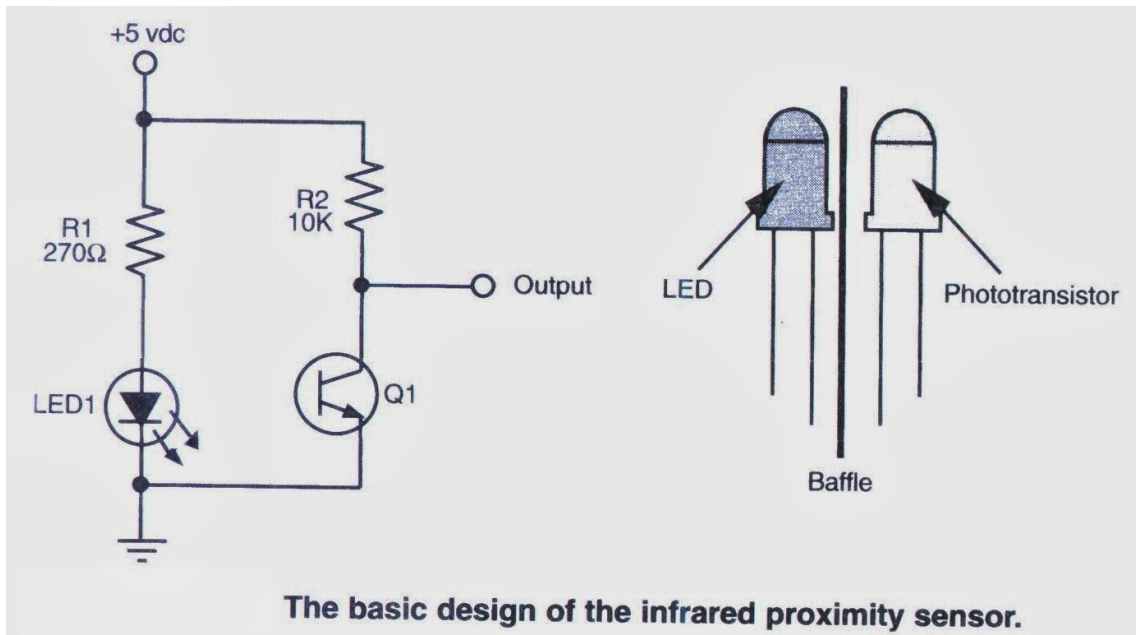 +5 vdc
R1
270Ω
R2
10K
Output
LED1
Q1
LED
Phototransistor
Baffle
The basic design of the infrared proximity sensor.